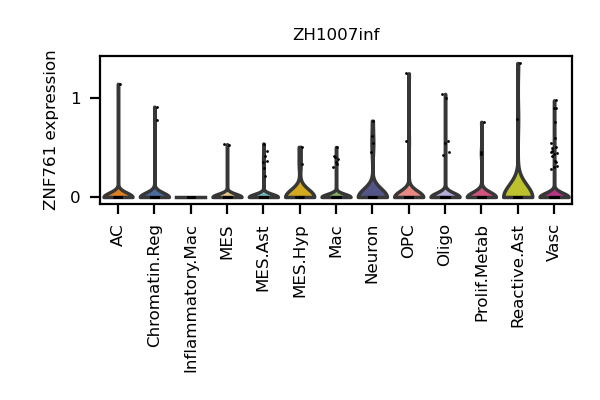 ZH1007inf
ZNF761 expression
1
0
AC
Chromatin.Reg
Inflammatory.Mac
MES
MES.Ast
MES.Hyp
Mac
Neuron
OPC
Oligo
Prolif.Metab
Reactive.Ast
Vasc